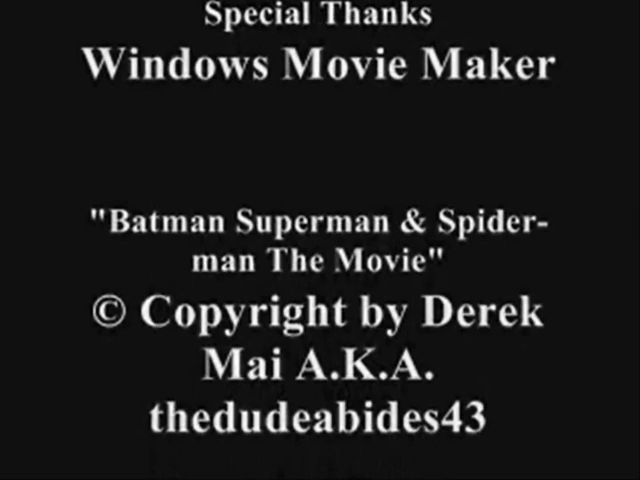 Special Thanks
Windows Movie Maker
"Batman Superman & Spider-
man The Movie"
© Copyright by Derek
Mai A.K.A.
thedudeabides43